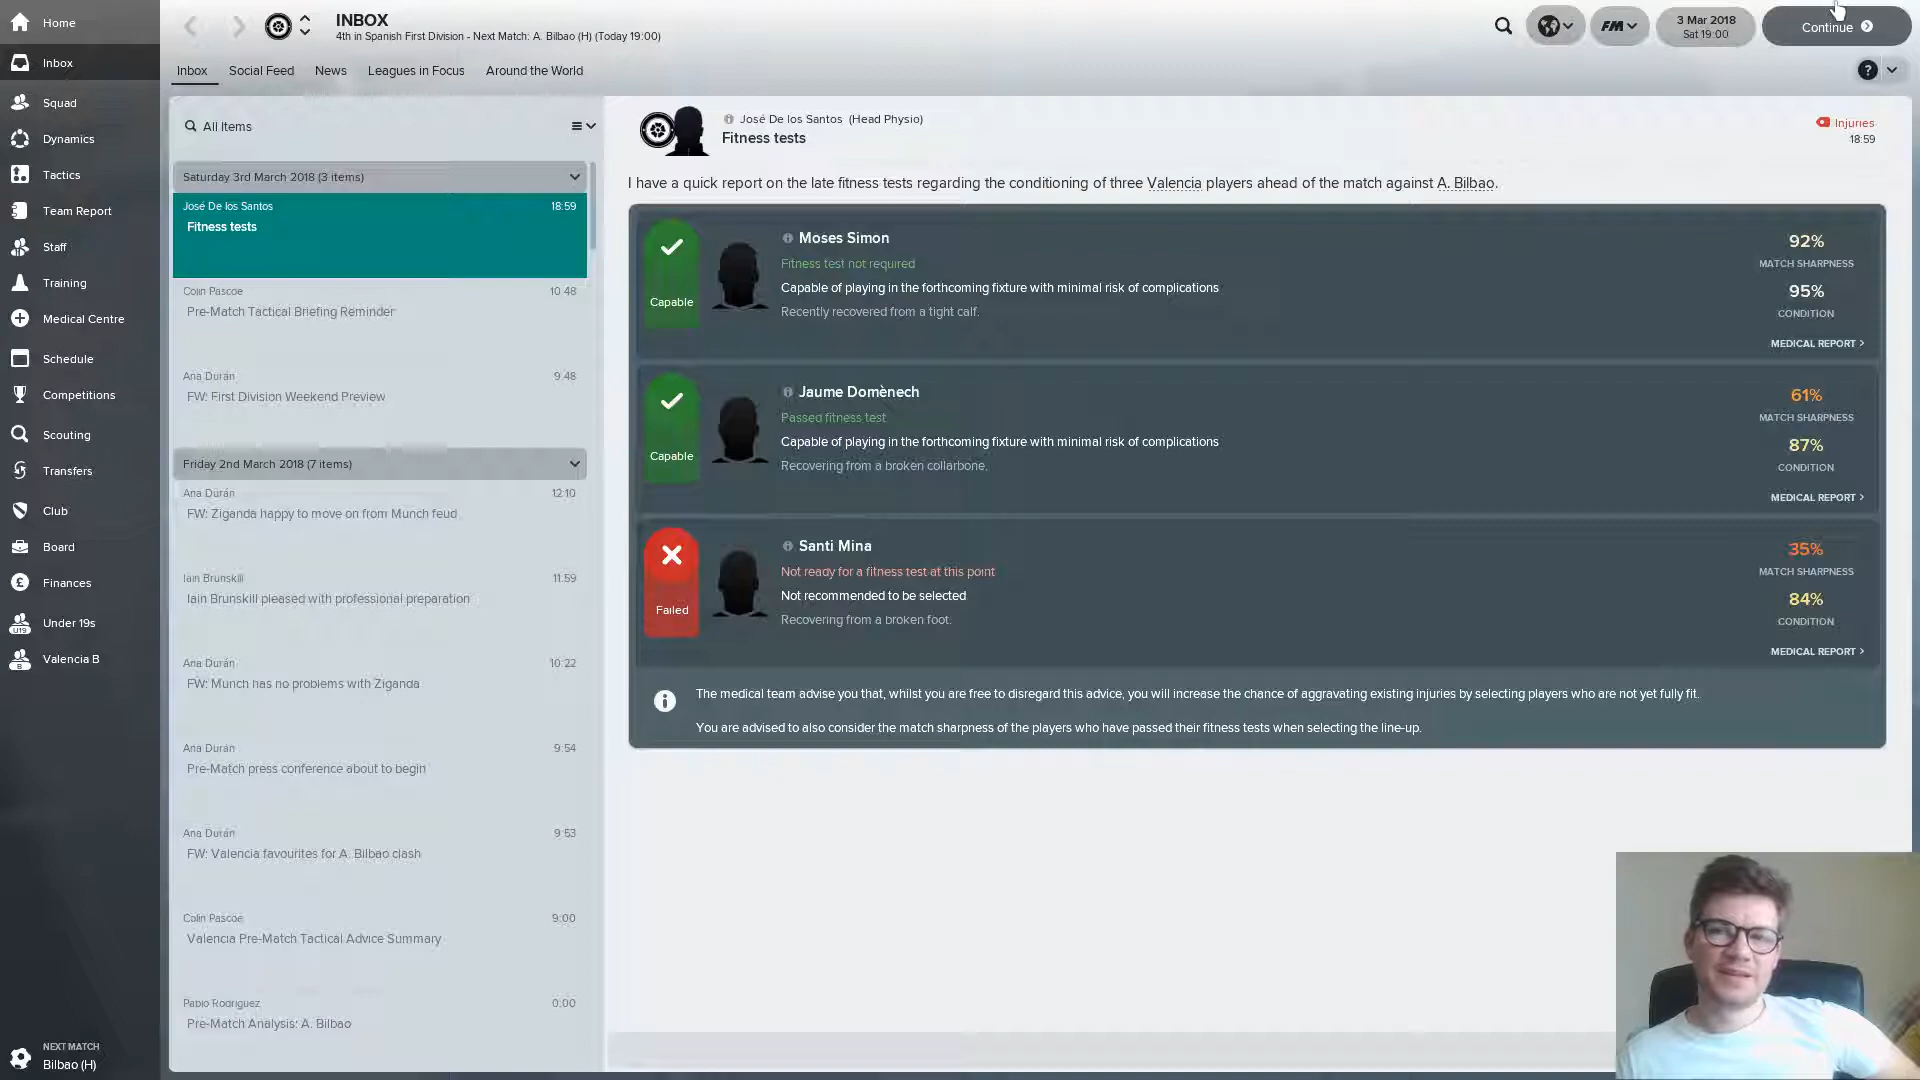 Home
Inbox
Squad
Dynamics
Tactics
Team Report
Staff
Training
Medical Centre
Schedule
Competitions
Scouting
Transfers
Club
Board
Finances
U19
Under 19s
B
Valencia B
NEXT MATCH
Bilbao (H)
INBOX
4th in Spanish First Division - Next Match: A. Bilbao (H) (Today 19:00)
FM
3 Mar 2018
Sat 19:00
Continue
Inbox Social Feed News Leagues in Focus Around the World
?
All Items
Saturday 3rd March 2018 (3 items)
José De los Santos 18:59
Fitness tests
Colin Pascoe 10:48
Pre-Match Tactical Briefing Reminder
Ana Durán 9:48
FW: First Division Weekend Preview
Friday 2nd March 2018 (7 items)
Ana Durán 12:10
FW: Ziganda happy to move on from Munch feud
Iain Brunskill 11:59
Iain Brunskill pleased with professional preparation
Ana Durán 10:22
FW: Munch has no problems with Ziganda
Ana Durán 9:54
Pre-Match press conference about to begin
Ana Durán 9:53
FW: Valencia favourites for A. Bilbao clash
Colin Pascoe 9:00
Valencia Pre-Match Tactical Advice Summary
Pablo Rodríguez 0:00
Pre-Match Analysis: A. Bilbao
José De los Santos (Head Physio)
Fitness tests
Injuries
18:59
I have a quick report on the late fitness tests regarding the conditioning of three Valencia players ahead of the match against A. Bilbao.
Capable
Moses Simon
Fitness test not required
Capable of playing in the forthcoming fixture with minimal risk of complications
Recently recovered from a tight calf.
92%
MATCH SHARPNESS
95%
CONDITION
MEDICAL REPORT >
Capable
Jaume Domènech
Passed fitness test
Capable of playing in the forthcoming fixture with minimal risk of complications
Recovering from a broken collarbone.
61%
MATCH SHARPNESS
87%
CONDITION
MEDICAL REPORT >
Failed
Santi Mina
Not ready for a fitness test at this point
Not recommended to be selected
Recovering from a broken foot.
35%
MATCH SHARPNESS
84%
CONDITION
MEDICAL REPORT >
The medical team advise you that, whilst you are free to disregard this advice, you will increase the chance of aggravating existing injuries by selecting players who are not yet fully fit.
You are advised to also consider the match sharpness of the players who have passed their fitness tests when selecting the line-up.